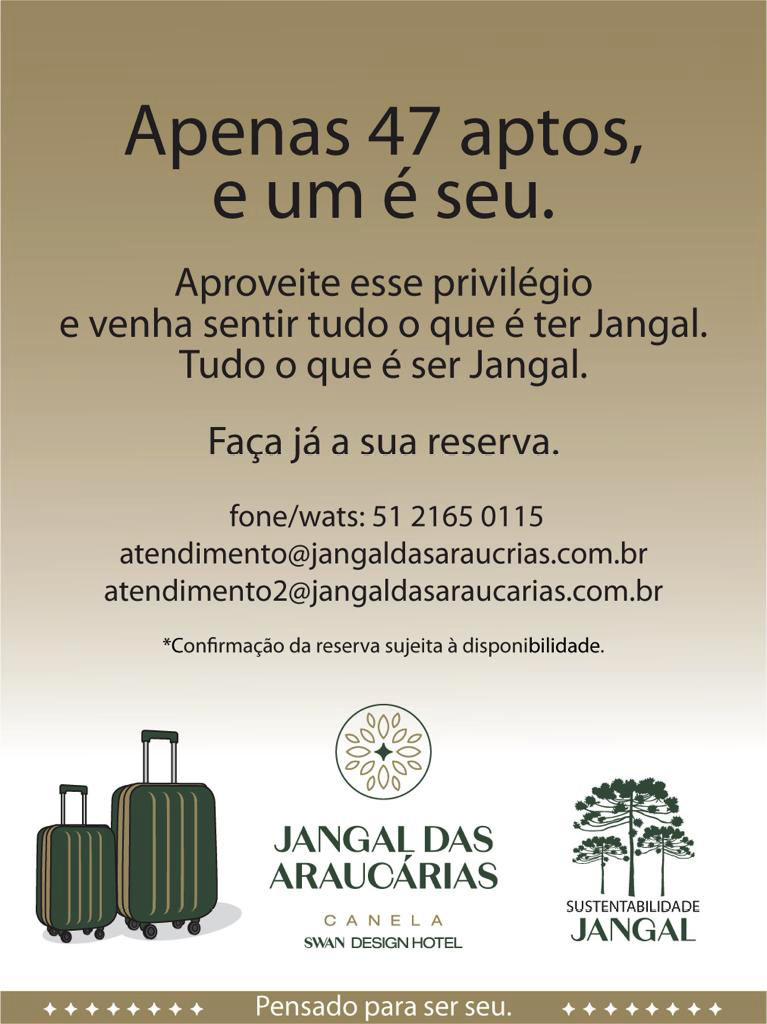 Apenas 47 aptos,
e um é seu.
Aproveite esse privilégio
e venha sentir tudo o que é ter Jangal.
Tudo o que é ser Jangal.
Faça já a sua reserva.
fone/wats: 51 2165 0115
atendimento@jangaldasaraucrias.com.br
atendimento2@jangaldasaraucarias.com.br
*Confirmação da reserva sujeita à disponibilidade.
JANGAL DAS
ARAUCÁRIAS
CANELA
SWAN DESIGN HOTEL
SUSTENTABILIDADE
JANGAL
Pensado para ser seu.